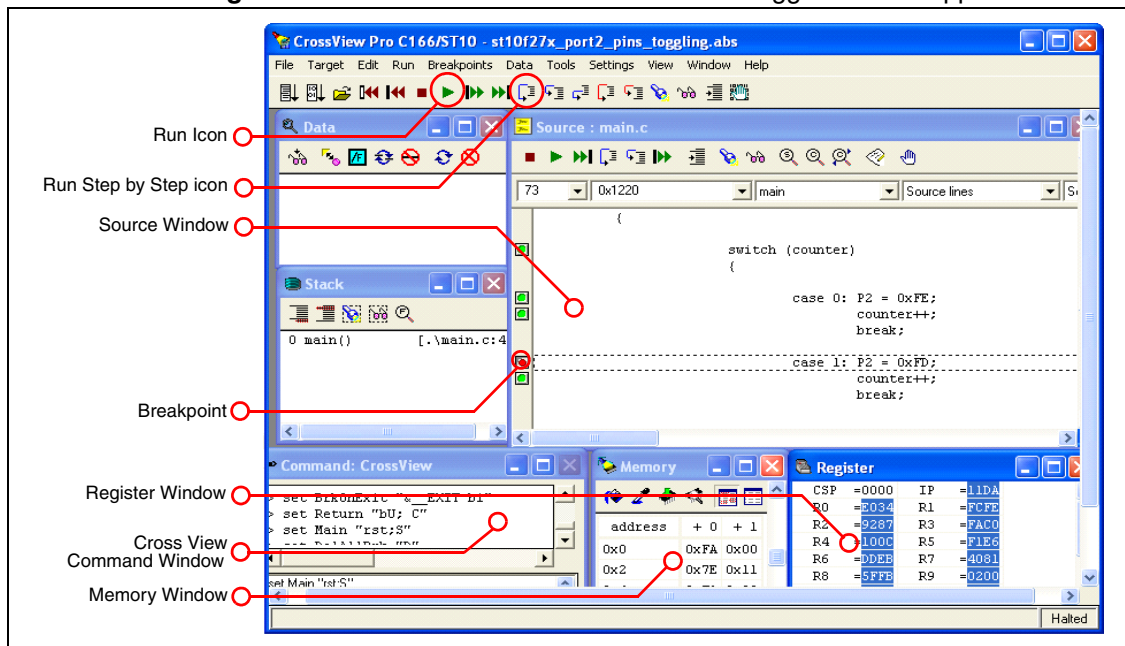 CrossView Pro C166/ST10 - st10f27x_port2_pins_toggling.abs
File Target Edit Run Breakpoints Data Tools Settings View Window Help
Run Icon
Run Step by Step icon
Source Window
Breakpoint
Register Window
Cross View
Command Window
Memory Window
Data
Source : main.c
73 0x1220 main Source lines
{
switch (counter)
{
case 0: P2 = 0xFE;
counter++;
break;
case 1: P2 = 0xFD;
counter++;
break;
Stack
0 main() [.\main.c:4
Command: CrossView
> set Return "bU; C"
> set Main "rst;S"
set Main "rst;S"
Memory
address + 0 + 1
0x0 0xFA 0x00
0x2 0x7E 0x11
Register
CSP =0000 IP =11DA
R0 =E034 R1 =FCFE
R2 =9287 R3 =FAC0
R4 =100C R5 =F1E6
R6 =DDEB R7 =4081
R8 =5FFB R9 =0200
Halted